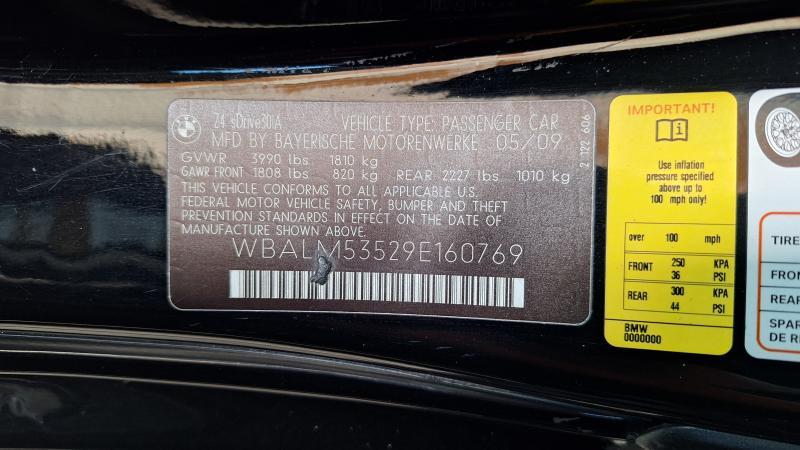 BMW
Z4 sDrive30iA VEHICLE TYPE: PASSENGER CAR
MFD BY BAYERISCHE MOTORENWERKE 05/09
GVWR 3990 lbs 1810 kg
GAWR FRONT 1808 lbs 820 kg REAR 2227 lbs 1010 kg
THIS VEHICLE CONFORMS TO ALL APPLICABLE U.S.
FEDERAL MOTOR VEHICLE SAFETY, BUMPER AND THEFT
PREVENTION STANDARDS IN EFFECT ON THE DATE OF
MANUFACTURE SHOWN ABOVE.
WBALM53529E160769
2 122 606
IMPORTANT!
Use inflation
pressure specified
above up to
100 mph only!
over 100 mph
FRONT 250 KPA
36 PSI
REAR 300 KPA
44 PSI
BMW
0000000
TIRE
FRON
REAR
SPAR
DE R